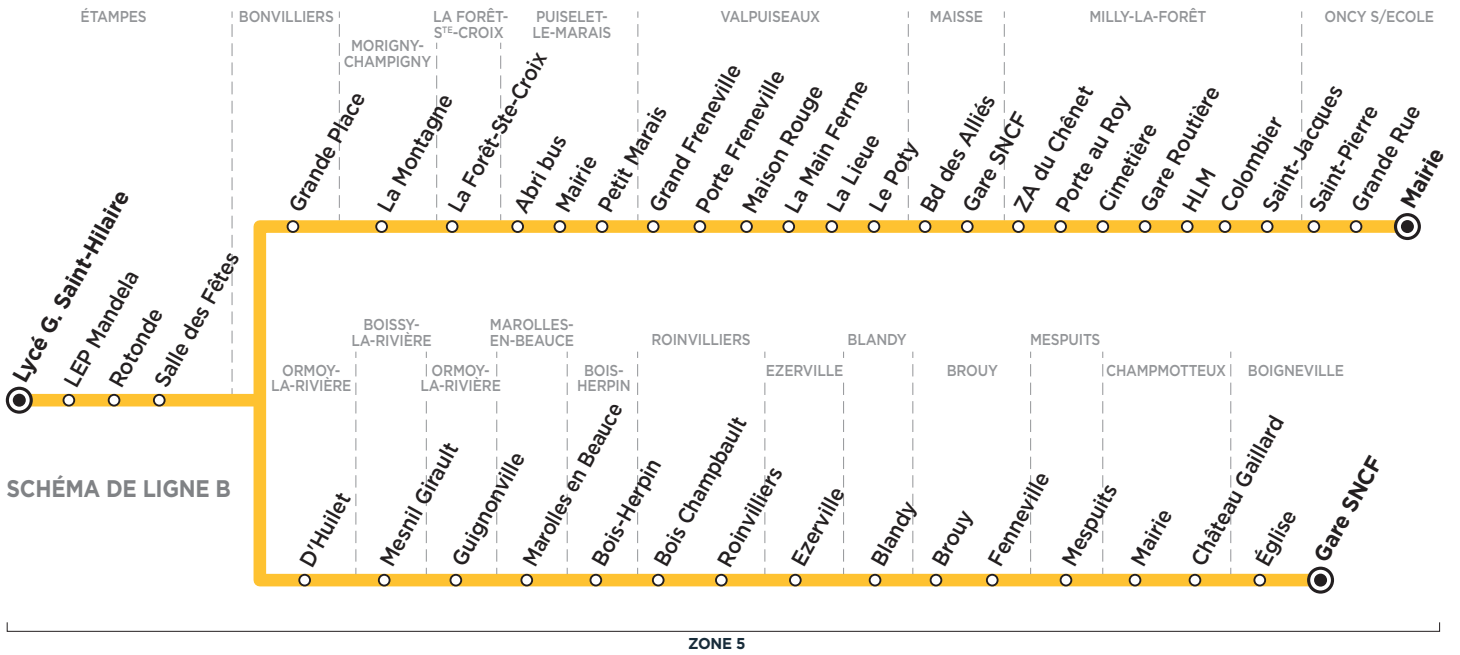 ÉTAMPES
BONVILLIERS
MORIGNY-
CHAMPIGNY
LA FORÊT-
STE-CROIX
PUISELET-
LE-MARAIS
VALPUISEAUX
MAISSE
MILLY-LA-FORÊT
ONCY S/ECOLE
Lycé G. Saint-Hilaire
LEP Mandela
Rotonde
Salle des Fêtes
Grande Place
La Montagne
La Forêt-Ste-Croix
Abri bus
Mairie
Petit Marais
Grand Freneville
Porte Freneville
Maison Rouge
La Main Ferme
La Lieue
Le Poty
Bd des Alliés
Gare SNCF
ZA du Chênet
Porte au Roy
Cimetière
Gare Routière
HLM
Colombier
Saint-Jacques
Saint-Pierre
Grande Rue
Mairie
ORMOY-
LA-RIVIÈRE
BOISSY-
LA-RIVIÈRE
ORMOY-
LA-RIVIÈRE
MAROLLES-
EN-BEAUCE
BOIS-
HERPIN
ROINVILLIERS
EZERVILLE
BLANDY
BROUY
MESPUITS
CHAMPMOTTEUX
BOIGNEVILLE
D'Huilet
Mesnil Girault
Guignonville
Marolles en Beauce
Bois-Herpin
Bois Champbault
Roinvilliers
Ezerville
Blandy
Brouy
Fenneville
Mespuits
Mairie
Château Gaillard
Église
Gare SNCF
SCHÉMA DE LIGNE B
ZONE 5